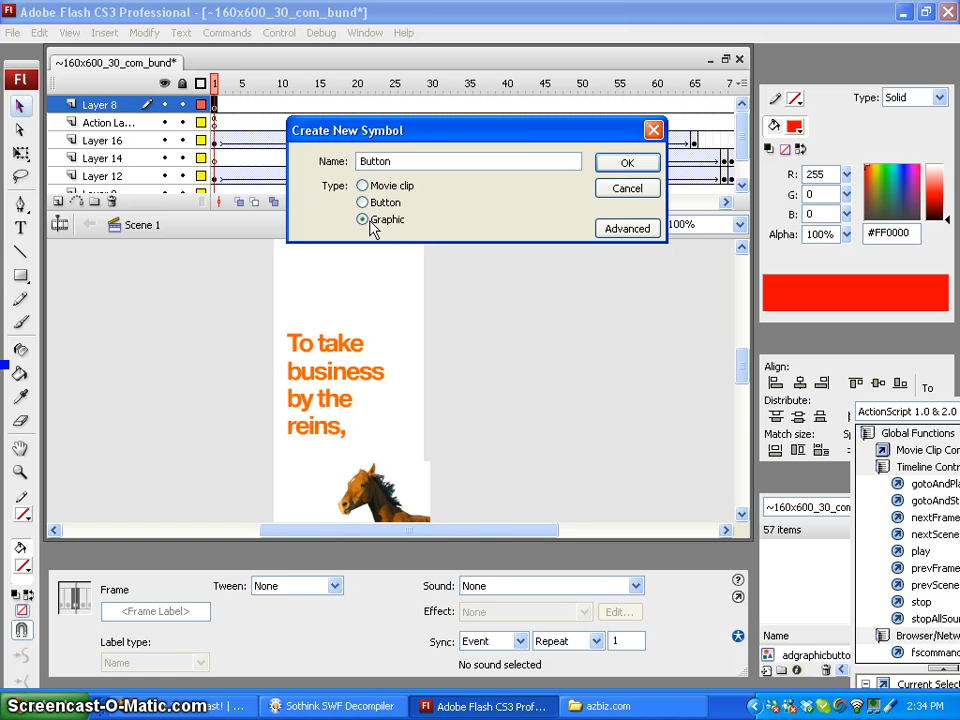 Adobe Flash CS3 Professional - [~160x600_30_com_bund*]
File Edit View Insert Modify Text Commands Control Debug Window Help
~160x600_30_com_bund*
1 5 10 15 20 25 30 35 40 45 50 55 60 65 7
Layer 8
Action La...
Layer 16
Layer 14
Layer 12
Scene 1
100%
Create New Symbol
Name: Button
Type: Movie clip
Button
Graphic
OK
Cancel
Advanced
To take
business
by the
reins,
Type: Solid
R: 255
G: 0
B: 0
Alpha: 100%
#FF0000
Align:
Distribute:
Match size:
To
ActionScript 1.0 & 2.0
Global Functions
Movie Clip Con
Timeline Contr
gotoAndPla
gotoAndSt
nextFrame
nextScene
play
prevFrame
prevScene
stop
stopAllSou
Browser/Netw
fscommand
Current Select
~160x600_30_com
57 items
Name
adgraphicbutto
Frame
<Frame Label>
Label type:
Name
Tween: None
Sound: None
Effect: None
Edit...
Sync: Event Repeat 1
No sound selected
Screencast-O-Matic.com
ast! | ...
Sothink SWF Decompiler
Adobe Flash CS3 Prof...
azbiz.com
2:34 PM